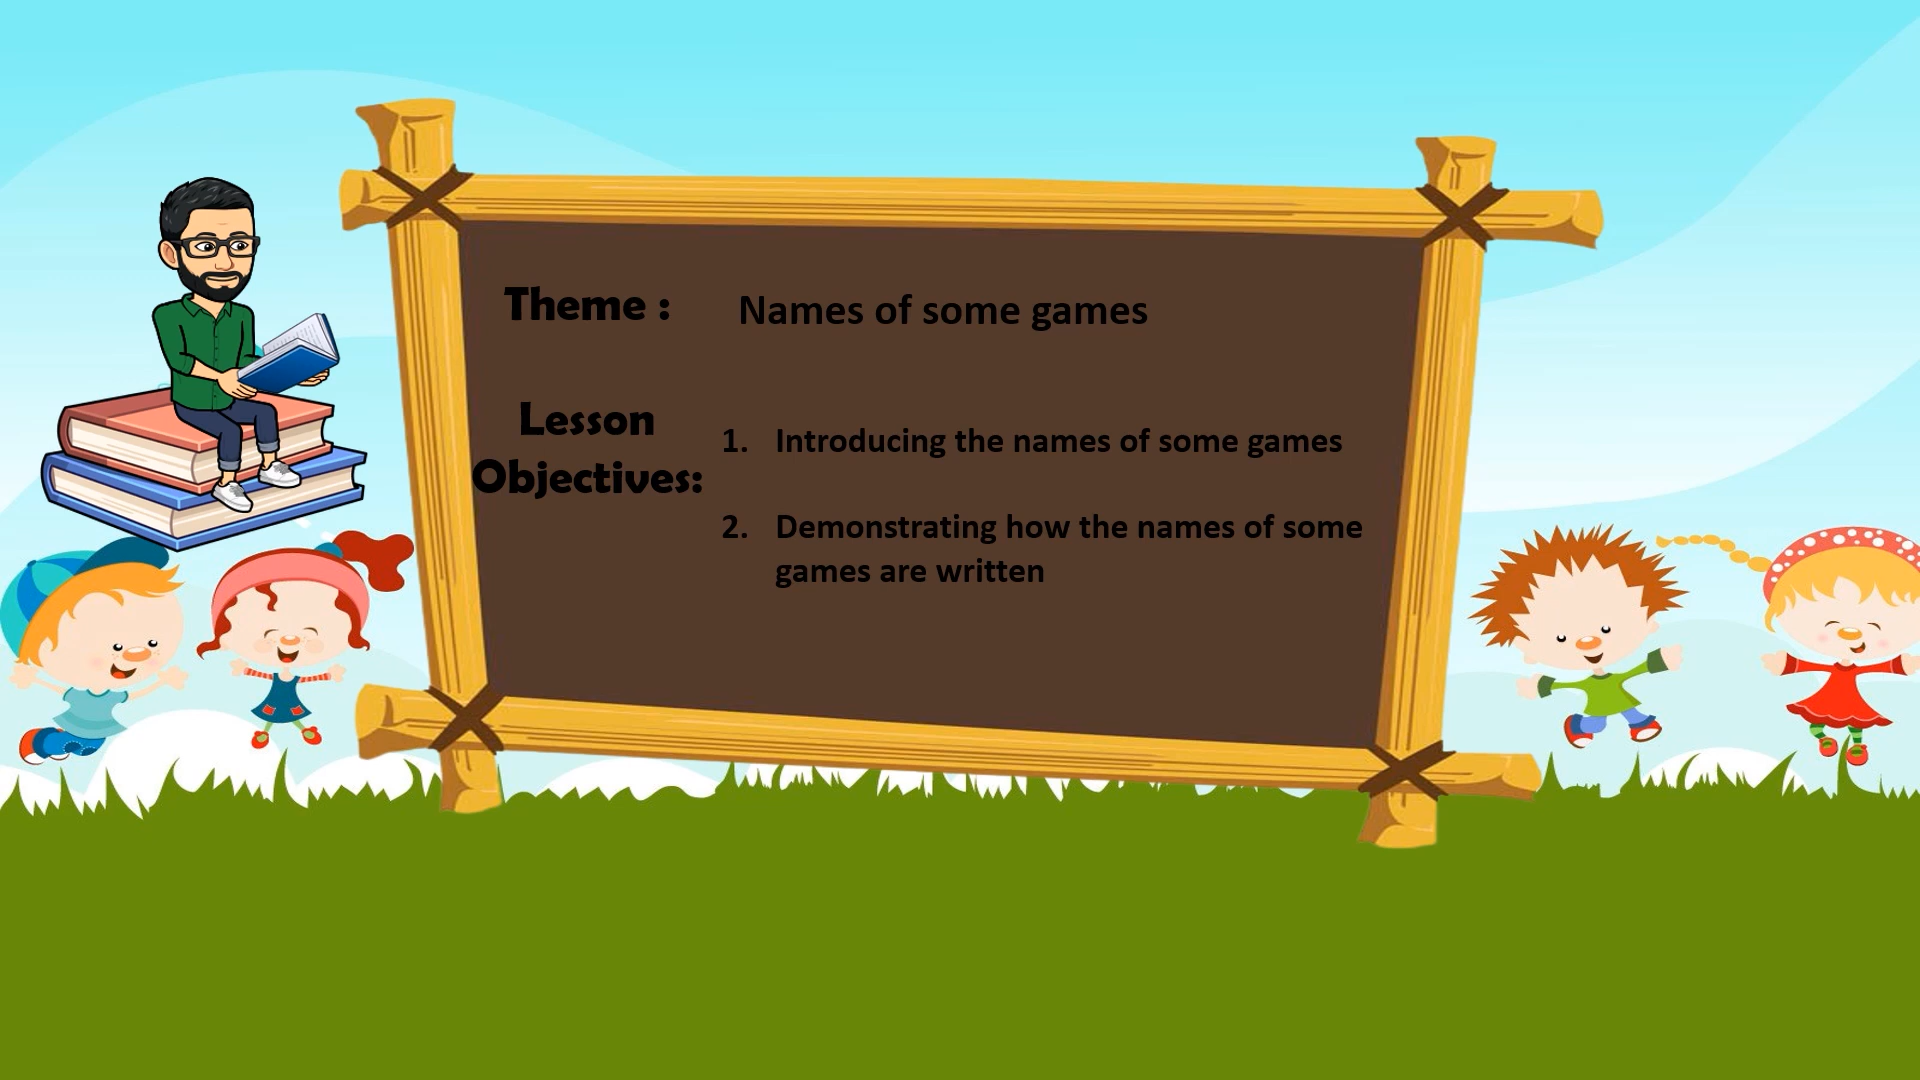 Theme : Names of some games
Lesson
Objectives:
1. Introducing the names of some games
2. Demonstrating how the names of some
games are written